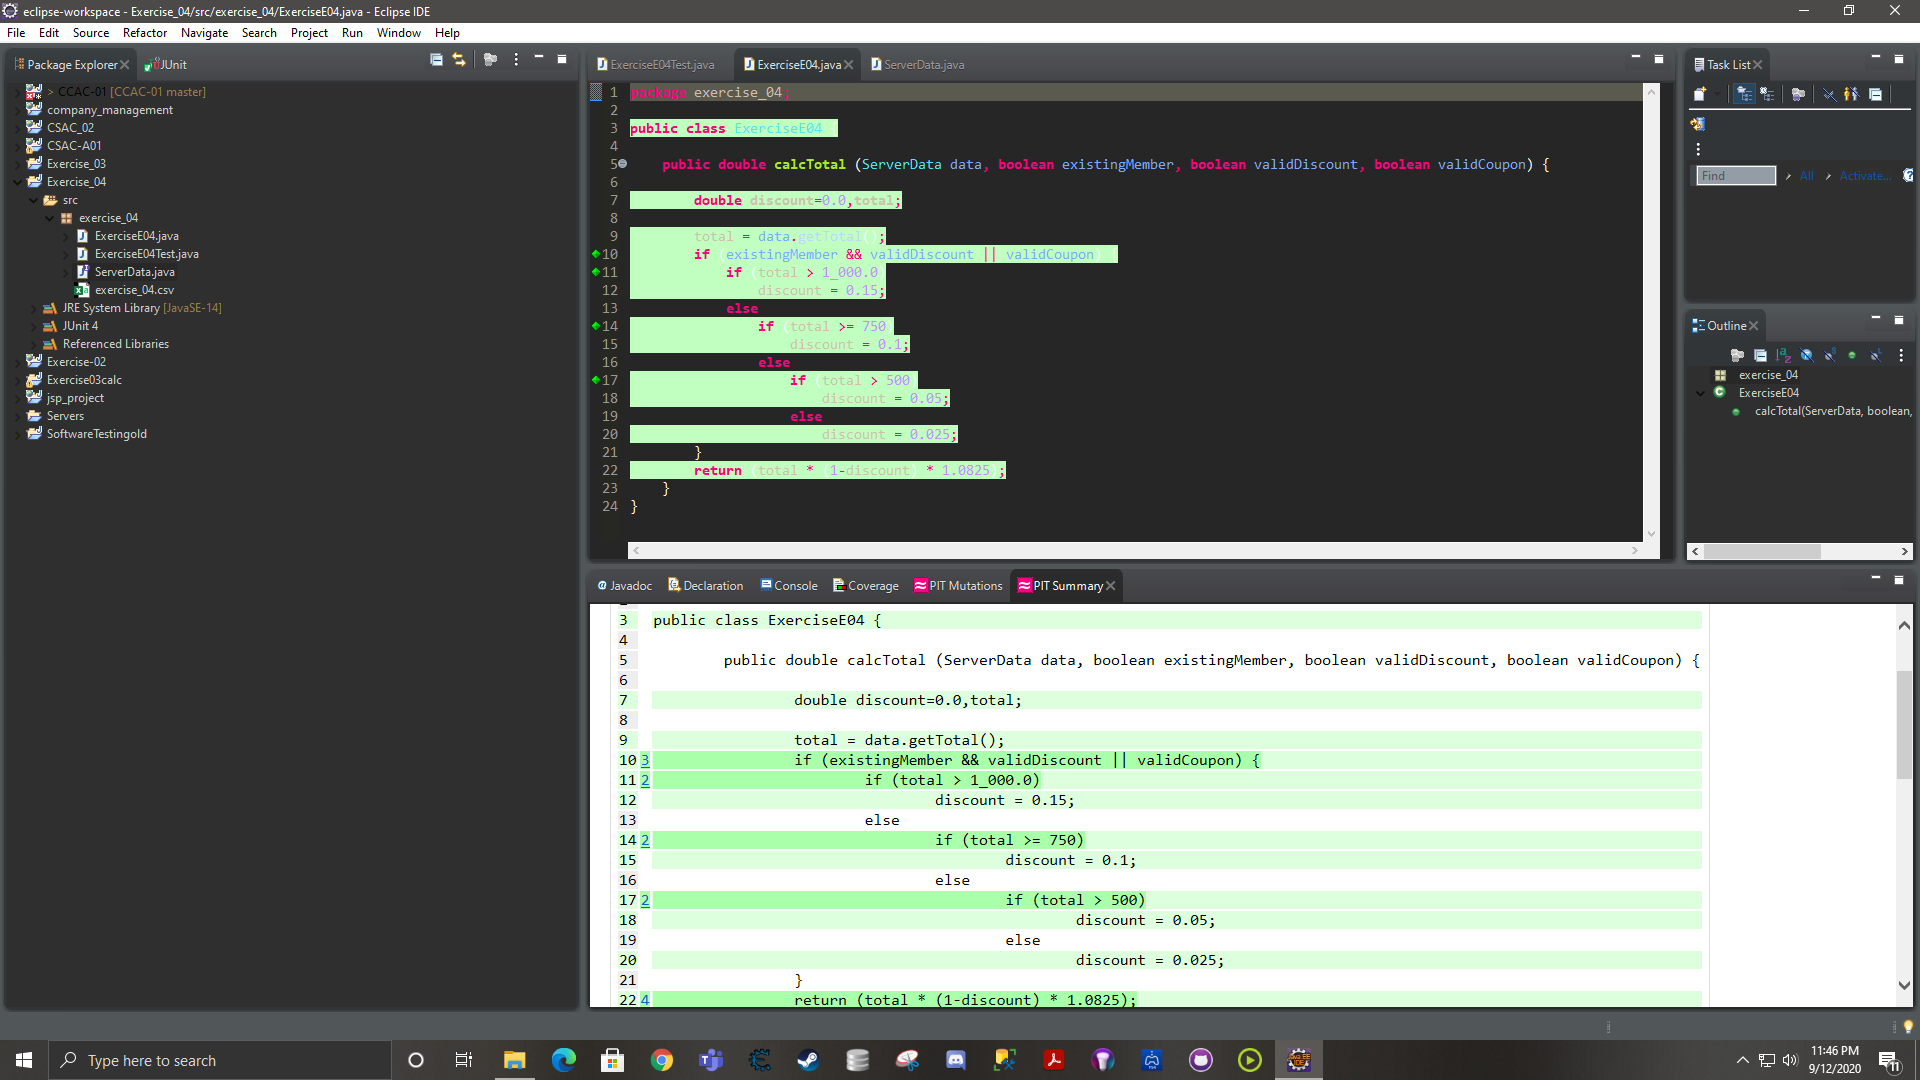 eclipse-workspace - Exercise_04/src/exercise_04/ExerciseE04.java - Eclipse IDE
File Edit Source Refactor Navigate Search Project Run Window Help
Package Explorer JUnit
> CCAC-01 [CCAC-01 master]
company_management
CSAC_02
CSAC-A01
Exercise_03
Exercise_04
src
exercise_04
ExerciseE04.java
ExerciseE04Test.java
ServerData.java
exercise_04.csv
JRE System Library [JavaSE-14]
JUnit 4
Referenced Libraries
Exercise-02
Exercise03calc
jsp_project
Servers
SoftwareTestingold
ExerciseE04Test.java ExerciseE04.java ServerData.java
1 package exercise_04;
2
3 public class ExerciseE04 {
4
5 public double calcTotal (ServerData data, boolean existingMember, boolean validDiscount, boolean validCoupon) {
6
7 double discount=0.0,total;
8
9 total = data.getTotal();
10 if (existingMember && validDiscount || validCoupon) {
11 if (total > 1_000.0)
12 discount = 0.15;
13 else
14 if (total >= 750)
15 discount = 0.1;
16 else
17 if (total > 500)
18 discount = 0.05;
19 else
20 discount = 0.025;
21 }
22 return (total * (1-discount) * 1.0825);
23 }
24 }
Task List
Find All Activate...
Outline
exercise_04
ExerciseE04
calcTotal(ServerData, boolean,
Javadoc Declaration Console Coverage PIT Mutations PIT Summary
3 public class ExerciseE04 {
4
5 public double calcTotal (ServerData data, boolean existingMember, boolean validDiscount, boolean validCoupon) {
6
7 double discount=0.0,total;
8
9 total = data.getTotal();
10 3 if (existingMember && validDiscount || validCoupon) {
11 2 if (total > 1_000.0)
12 discount = 0.15;
13 else
14 2 if (total >= 750)
15 discount = 0.1;
16 else
17 2 if (total > 500)
18 discount = 0.05;
19 else
20 discount = 0.025;
21 }
22 4 return (total * (1-discount) * 1.0825);
Type here to search
11:46 PM
9/12/2020
11